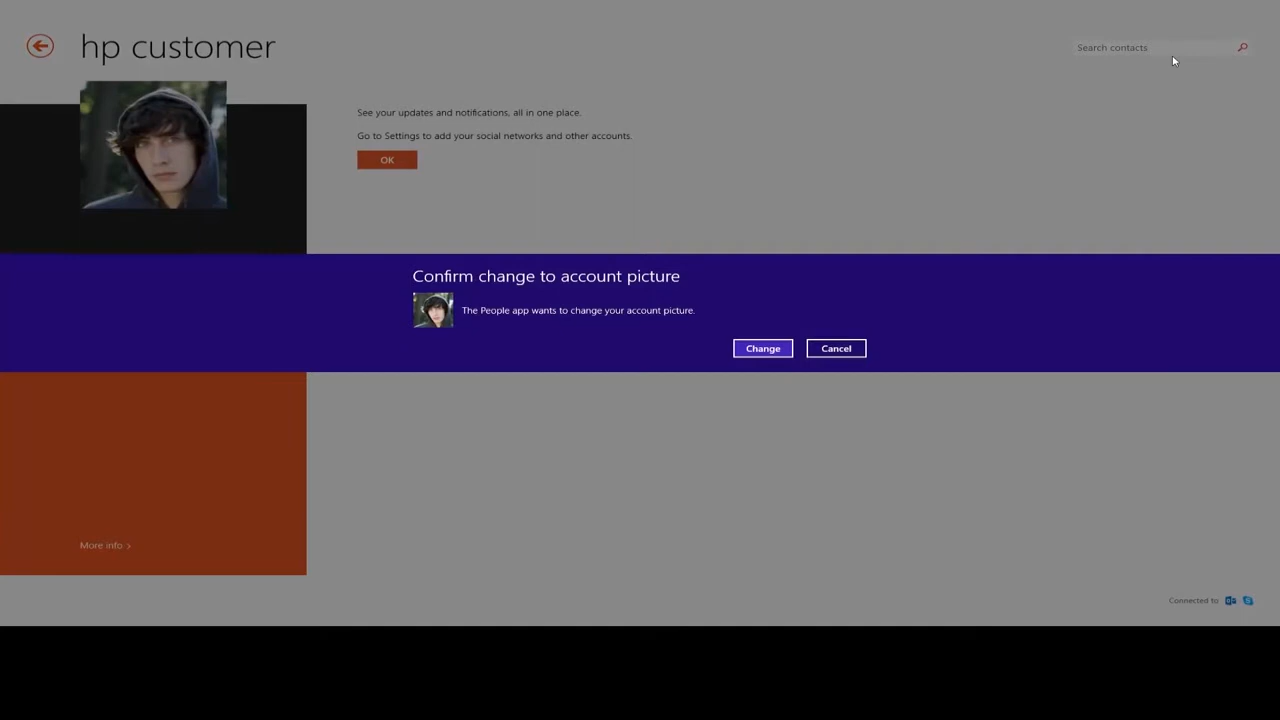 hp customer
Search contacts
See your updates and notifications, all in one place.
Go to Settings to add your social networks and other accounts.
OK
Confirm change to account picture
The People app wants to change your account picture.
Change
Cancel
More info >
Connected to